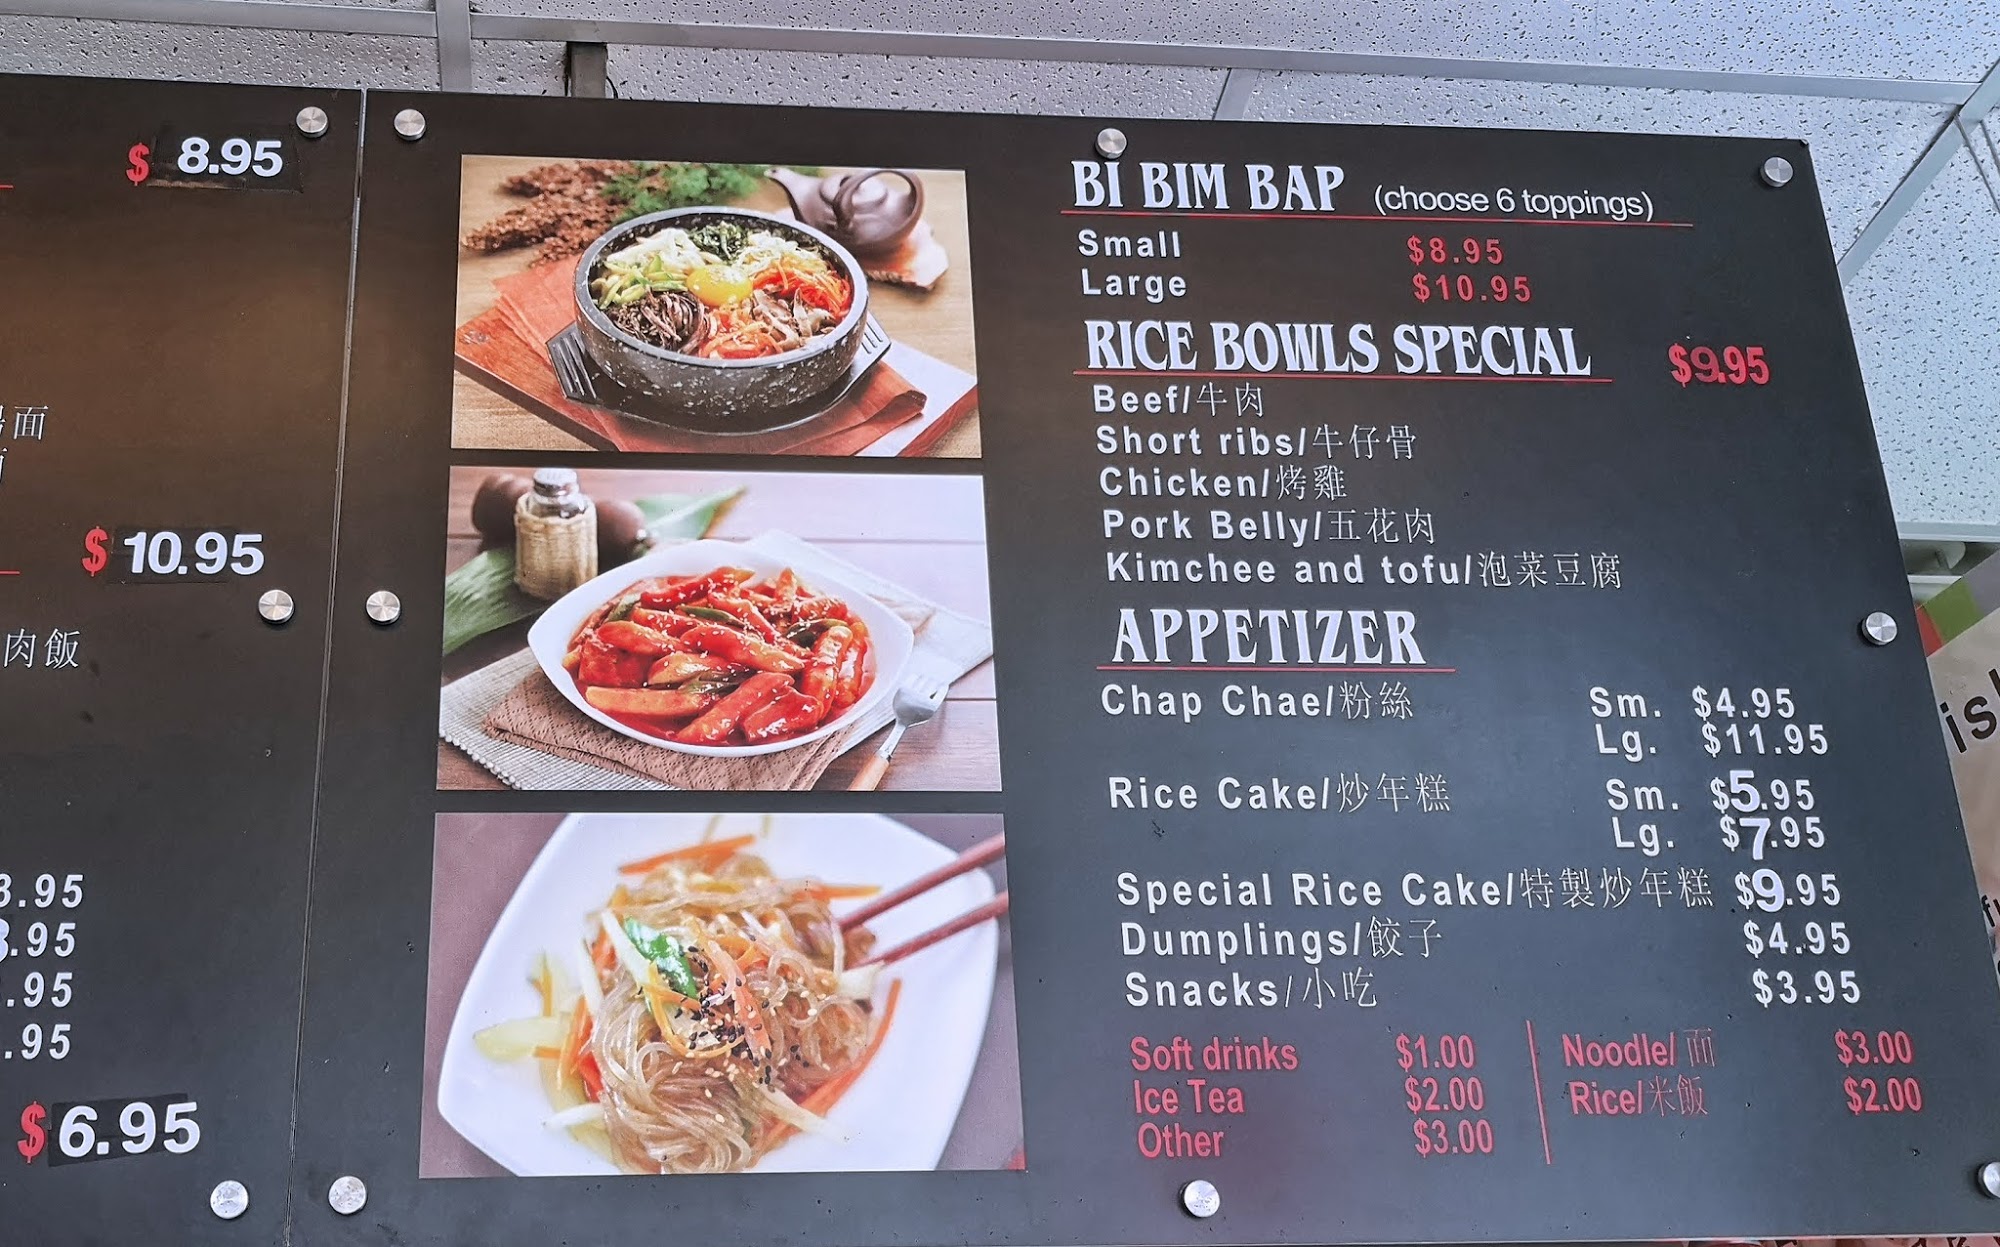 $ 8.95
面
$ 10.95
肉飯
3.95
.95
.95
.95
$ 6.95
BI BIM BAP (choose 6 toppings)
Small $8.95
Large $10.95
RICE BOWLS SPECIAL $9.95
Beef/牛肉
Short ribs/牛仔骨
Chicken/烤雞
Pork Belly/五花肉
Kimchee and tofu/泡菜豆腐
APPETIZER
Chap Chae/粉絲 Sm. $4.95
Lg. $11.95
Rice Cake/炒年糕 Sm. $5.95
Lg. $7.95
Special Rice Cake/特製炒年糕 $9.95
Dumplings/餃子 $4.95
Snacks/小吃 $3.95
Soft drinks $1.00
Ice Tea $2.00
Other $3.00
Noodle/面 $3.00
Rice/米飯 $2.00